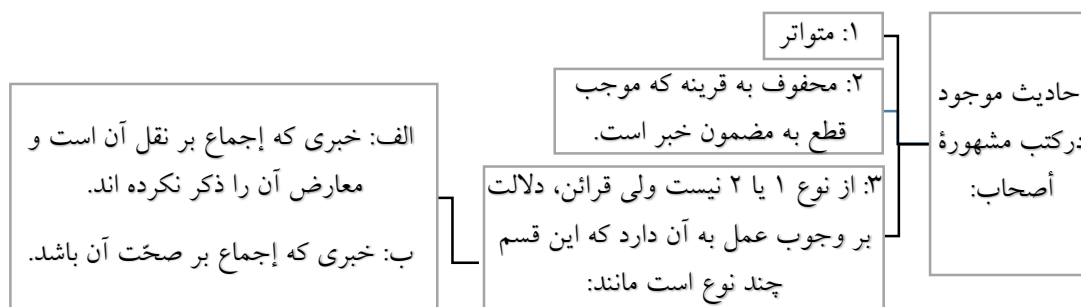 حادیث موجود
درکتب مشهورهٔ
أصحاب:
۱: متواتر
۲: محفوف به قرینه که موجب
قطع به مضمون خبر است.
۳: از نوع ۱ یا ۲ نیست ولی قرائن، دلالت
بر وجوب عمل به آن دارد که این قسم
چند نوع است مانند:
الف: خبری که إجماع بر نقل آن است و
معارض آن را ذکر نکرده اند.
ب: خبری که إجماع بر صحّت آن باشد.